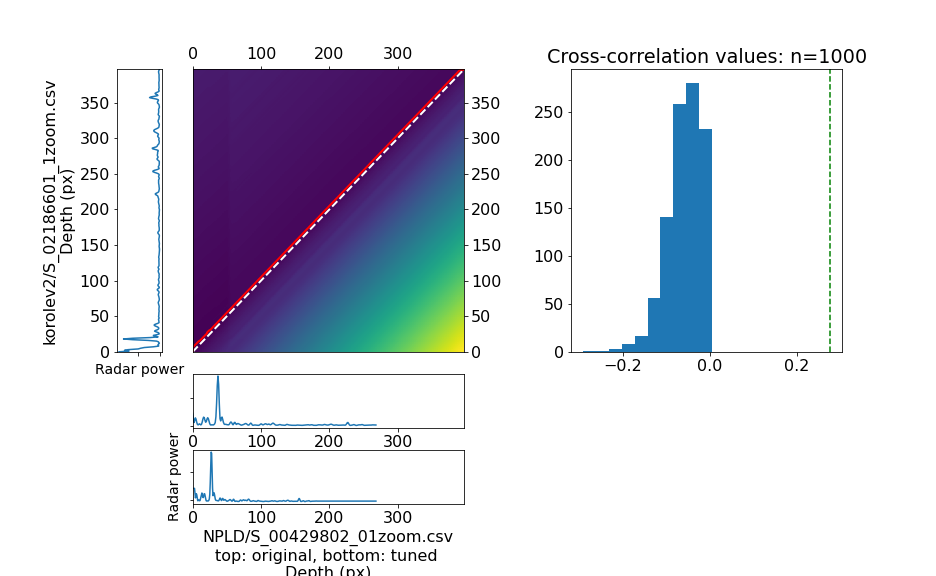 Cross-correlation values: n=1000
0 100 200 300
korolev2/S_02186601_1zoom.csv
Depth (px)
350
300
250
200
150
100
50
0
Radar power
350
300
250
200
150
100
50
0
250
200
150
100
50
0
−0.2 0.0 0.2
0 100 200 300
Radar power
0 100 200 300
NPLD/S_00429802_01zoom.csv
top: original, bottom: tuned
Depth (px)